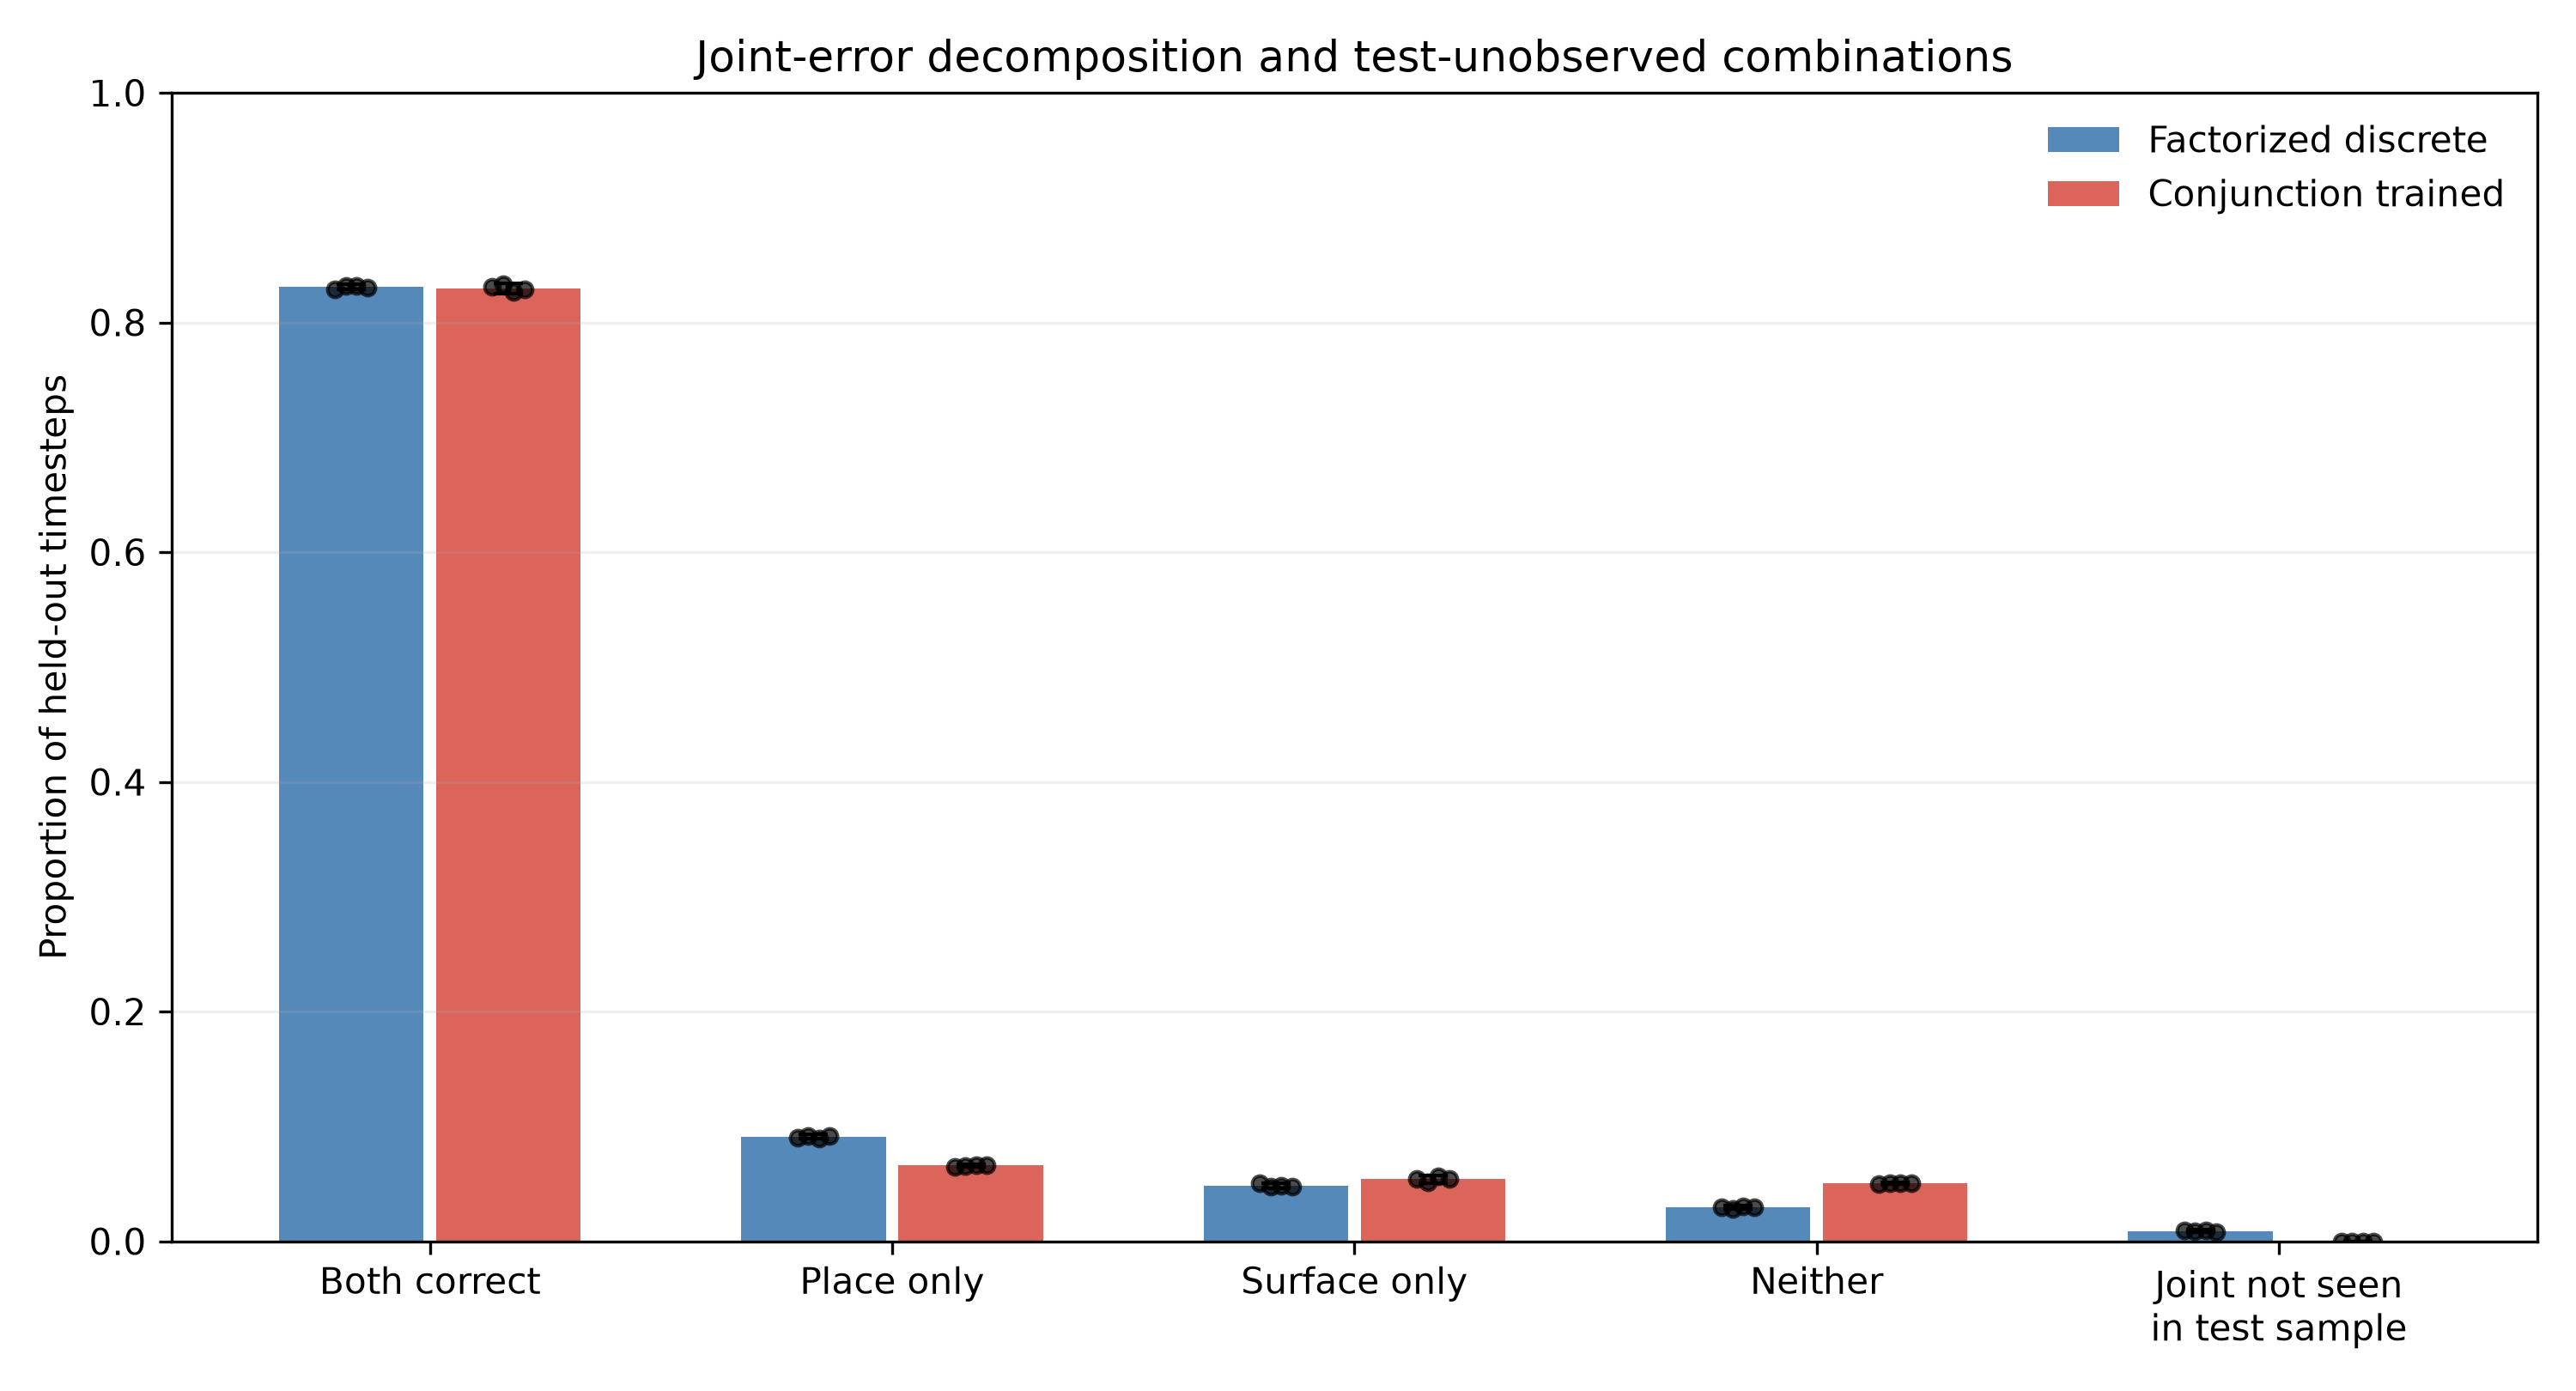 Joint-error decomposition and test-unobserved combinations
Factorized discrete
Conjunction trained
Proportion of held-out timesteps
1.0
0.8
0.6
0.4
0.2
0.0
Both correct
Place only
Surface only
Neither
Joint not seen
in test sample